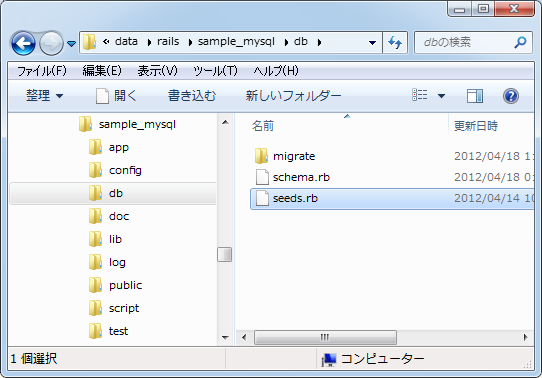 « data rails sample_mysql db
dbの検索
ファイル(F) 編集(E) 表示(V) ツール(T) ヘルプ(H)
整理 開く 書き込む 新しいフォルダー
sample_mysql
app
config
db
doc
lib
log
public
script
test
名前 更新日時
migrate 2012/04/18 1
schema.rb 2012/04/18 0:
seeds.rb 2012/04/14 10
1 個選択 コンピューター